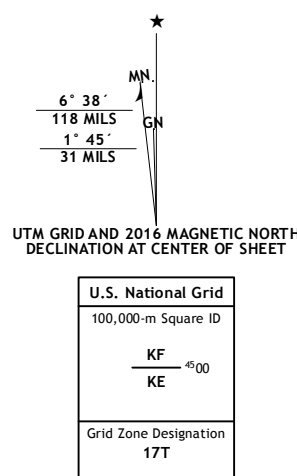 ★
MN.
GN
6° 38´
118 MILS
1° 45´
31 MILS
UTM GRID AND 2016 MAGNETIC NORTH
DECLINATION AT CENTER OF SHEET
U.S. National Grid
100,000-m Square ID
KF
4500
KE
Grid Zone Designation
17T